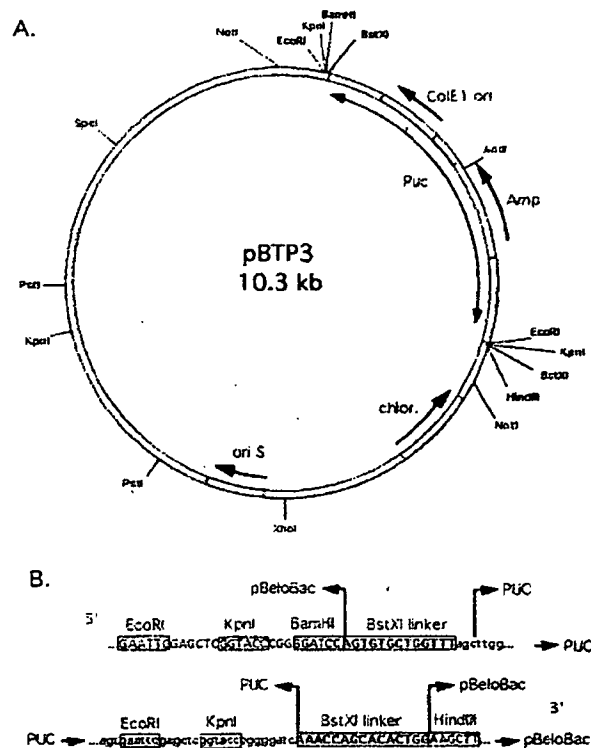 A.
NotI
EcoRI
KpnI
BamHI
BstXI
ColE1 ori
Amp
Puc
SpeI
pBTP3
10.3 kb
PstI
KpnI
EcoRI
KpnI
BstXI
HindIII
NotI
chlor.
ori S
PstI
XhoI
B.
pBeloBac PUC
5' EcoRI KpnI BamHI BstXI linker
...GAATTCGAGCTCGGTACCCGGGGATCCAGTGTGCTGGTTTagcttgg... PUC
PUC pBeloBac
3'
EcoRI KpnI BstXI linker HindIII
PUC ...agtgaattcgagctcggtacccggggatcAAACCAGCACACTGGAAGCTT... pBeloBac